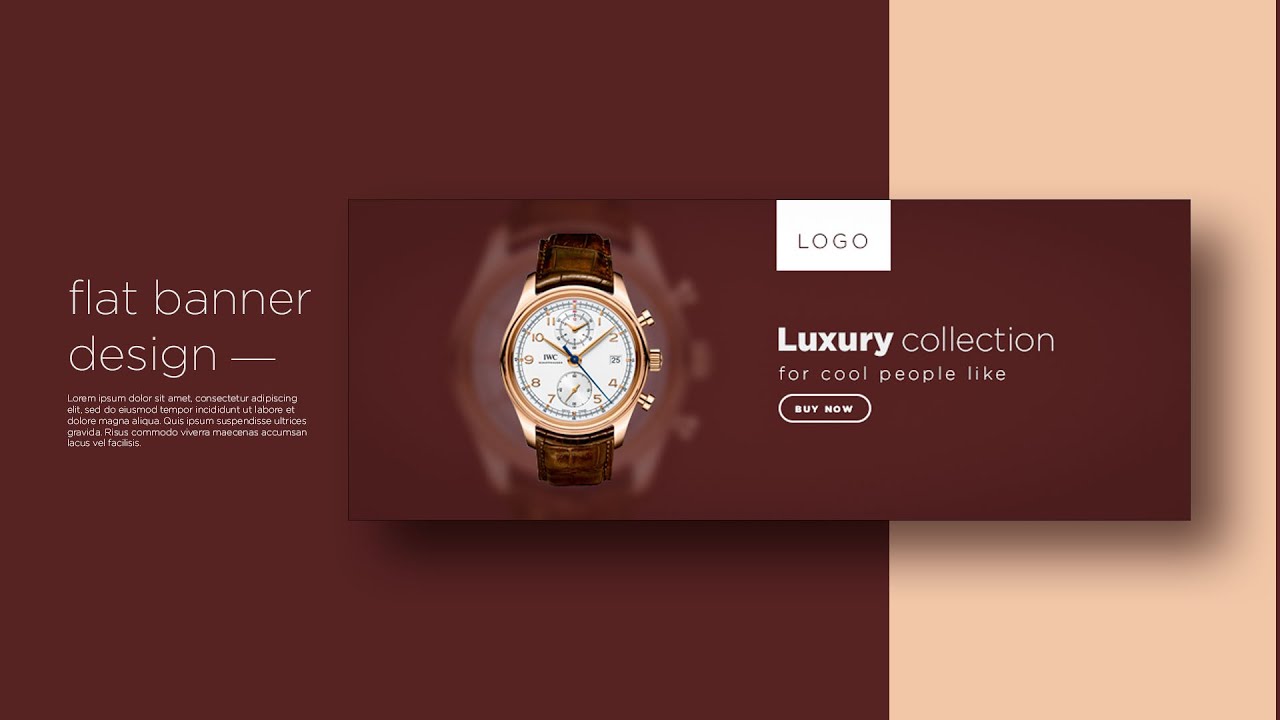 flat banner
design —
Lorem ipsum dolor sit amet, consectetur adipiscing
elit, sed do eiusmod tempor incididunt ut labore et
dolore magna aliqua. Quis ipsum suspendisse ultrices
gravida. Risus commodo viverra maecenas accumsan
lacus vel facilisis.
LOGO
Luxury collection
for cool people like
BUY NOW
IWC
25